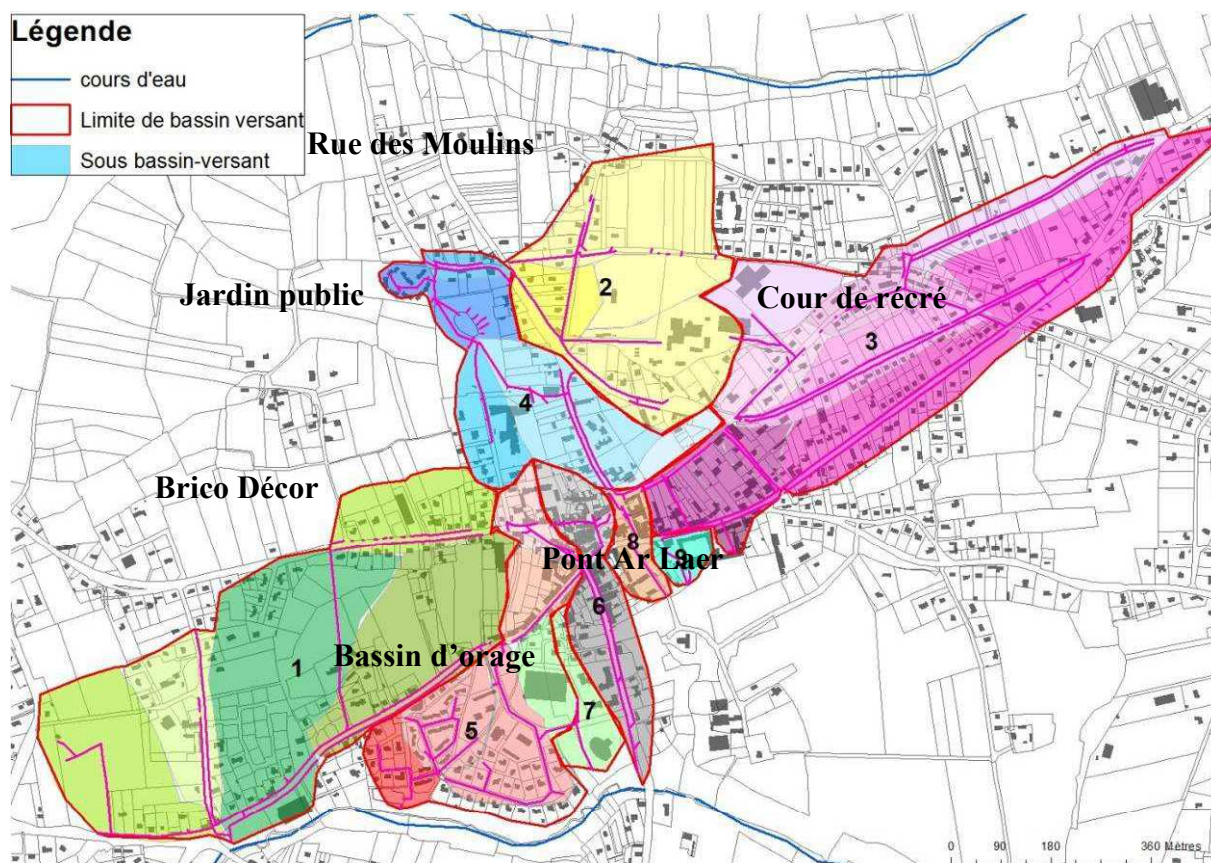 Légende
cours d'eau
Limite de bassin versant
Sous bassin-versant
Rue des Moulins
2
Jardin public
Cour de récré
3
4
Brico Décor
8
Pont Ar Laer
9
6
1
Bassin d’orage
7
5
0 90 180 360 Mètres